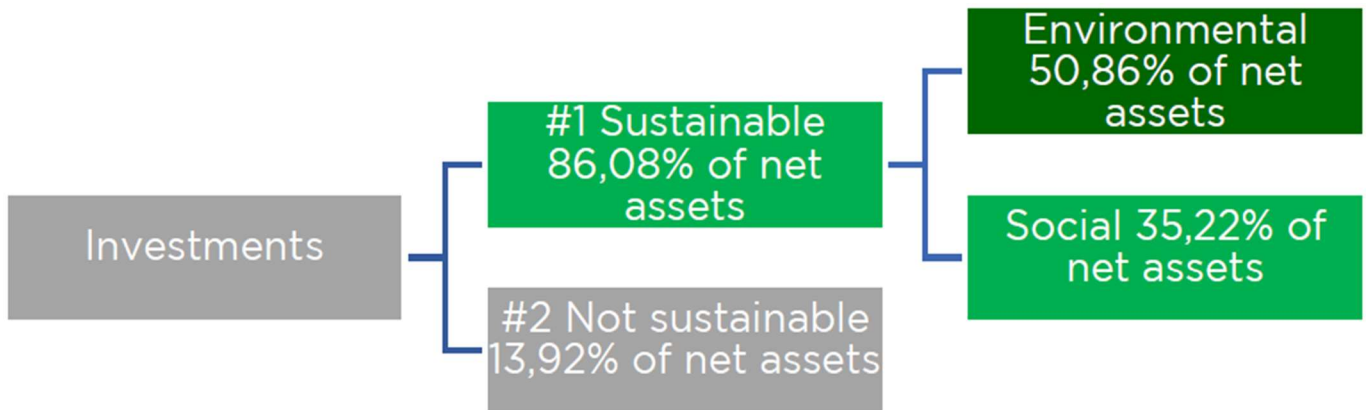 Investments
#1 Sustainable
86,08% of net
assets
#2 Not sustainable
13,92% of net assets
Environmental
50,86% of net
assets
Social 35,22% of
net assets